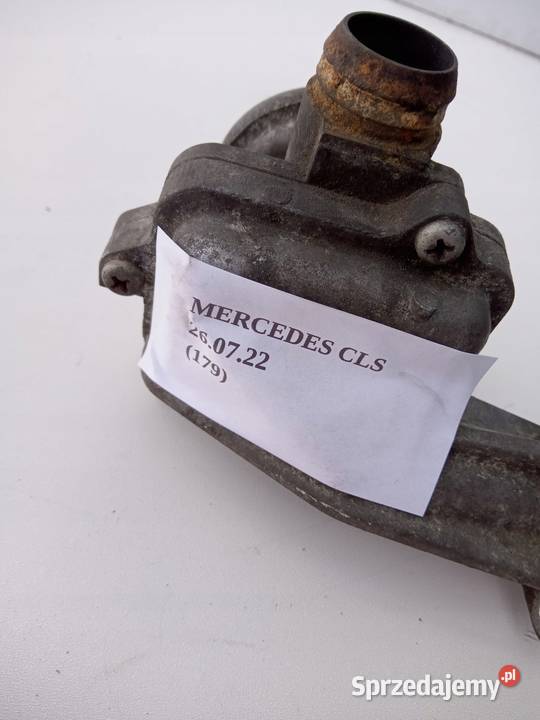 MERCEDES CLS
26.07.22
(179)
Sprzedajemy.pl